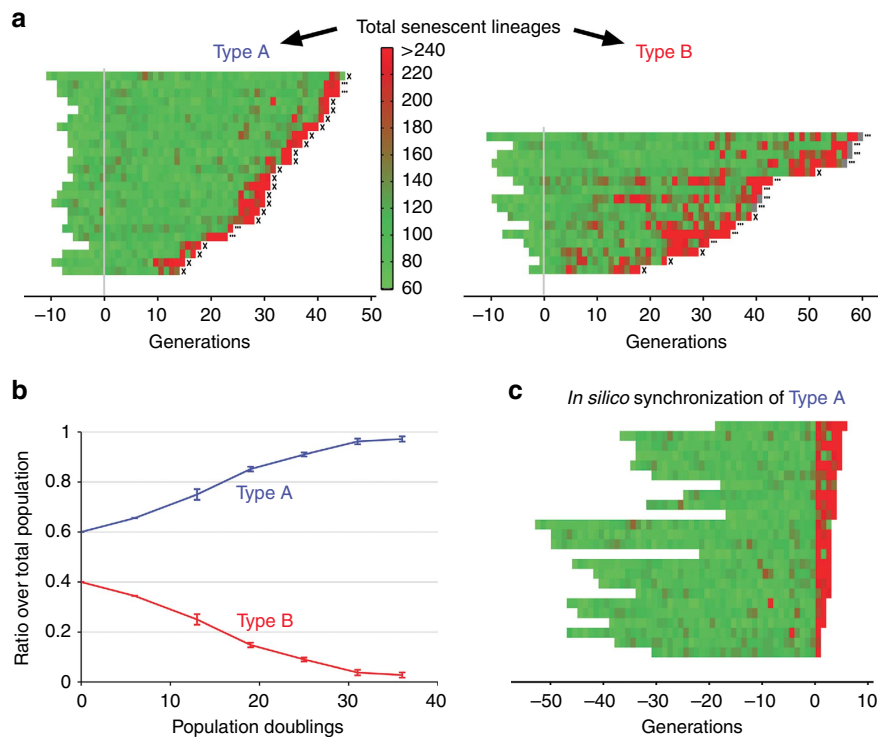 a
Total senescent lineages
Type A
Type B
>240
220
200
180
160
140
120
100
80
60
x
...
...
x
x
x
x
x
x
x
x
x
x
x
x
x
x
...
...
x
x
x
x
...
...
...
...
x
...
...
...
...
x
...
...
...
x
x
x
−10 0 10 20 30 40 50
Generations
−10 0 10 20 30 40 50 60
Generations
b
Ratio over total population
1
0.8
0.6
0.4
0.2
0
Type A
Type B
0 10 20 30 40
Population doublings
c
In silico synchronization of Type A
−50 −40 −30 −20 −10 0 10
Generations